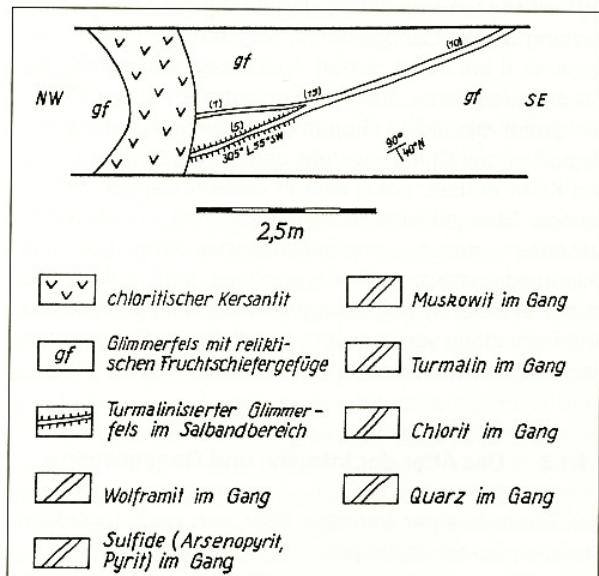 gf
(10)
NW
gf
(1)
(15)
gf
SE
(5)
305° ∟ 55° SW
90°
40°N
2,5m
chloritischer Kersantit
Muskowit im Gang
gf
Glimmerfels mit relikti-
schen Fruchtschiefergefüge
Turmalin im Gang
Turmalinisierter Glimmer-
fels im Salbandbereich
Chlorit im Gang
Wolframit im Gang
Quarz im Gang
Sulfide (Arsenopyrit,
Pyrit) im Gang